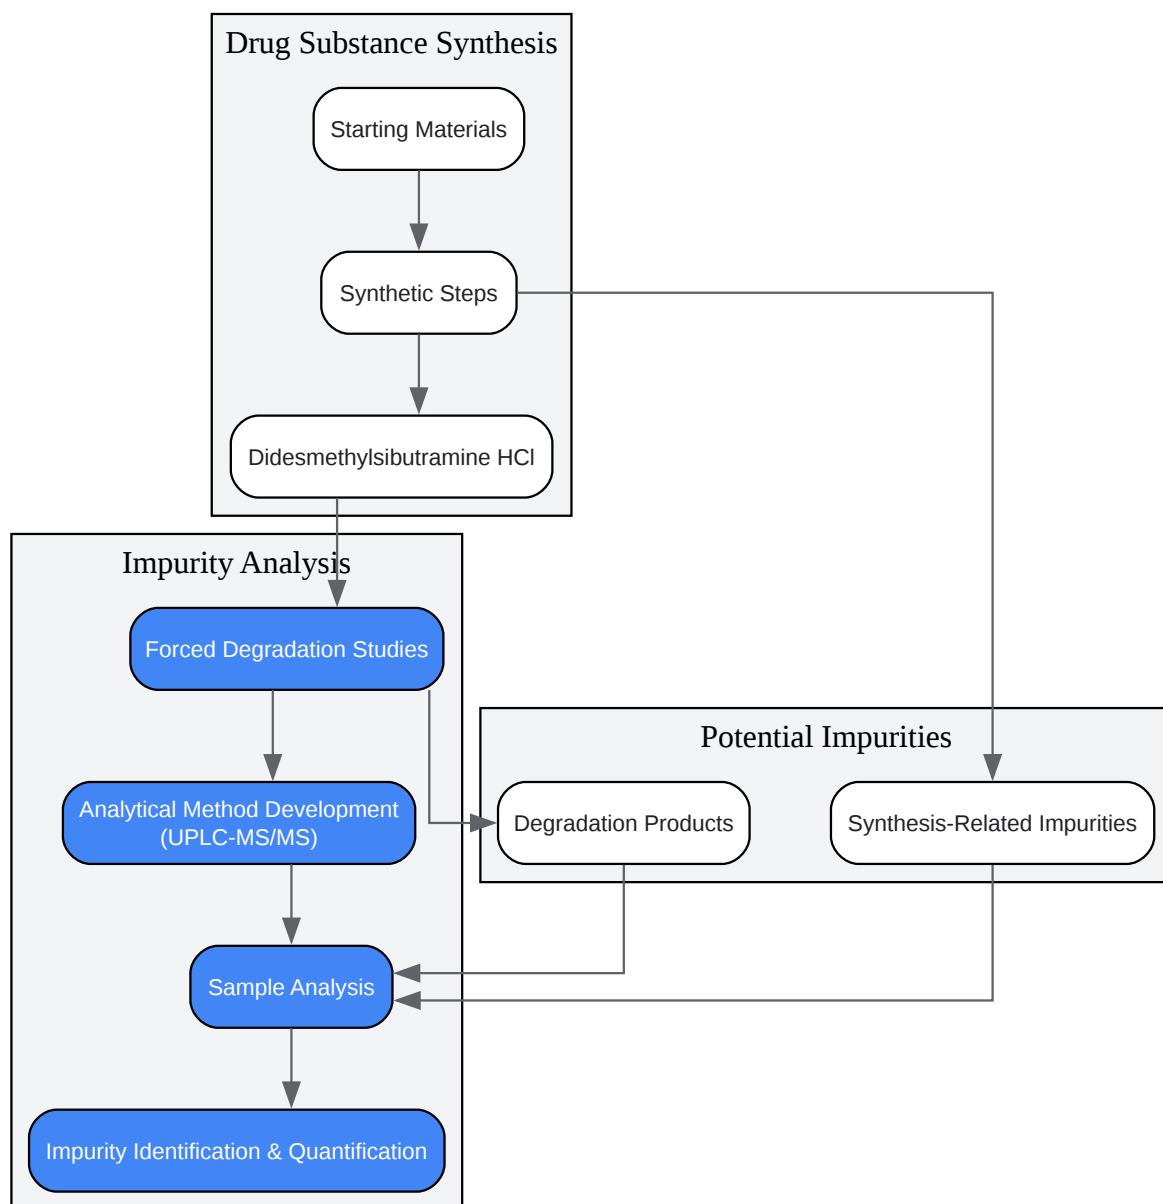 Drug Substance Synthesis
Starting Materials
Synthetic Steps
Didesmethylsibutramine HCl
Impurity Analysis
Forced Degradation Studies
Potential Impurities
Analytical Method Development
(UPLC-MS/MS)
Degradation Products
Synthesis-Related Impurities
Sample Analysis
Impurity Identification & Quantification